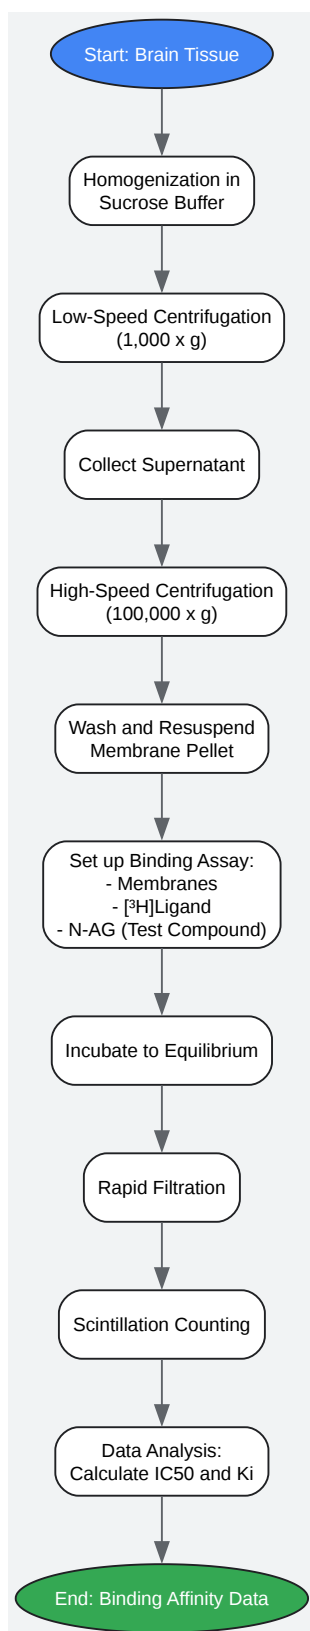 Start: Brain Tissue
Homogenization in
Sucrose Buffer
Low-Speed Centrifugation
(1,000 x g)
Collect Supernatant
High-Speed Centrifugation
(100,000 x g)
Wash and Resuspend
Membrane Pellet
Set up Binding Assay:
- Membranes
- [³H]Ligand
- N-AG (Test Compound)
Incubate to Equilibrium
Rapid Filtration
Scintillation Counting
Data Analysis:
Calculate IC50 and Ki
End: Binding Affinity Data